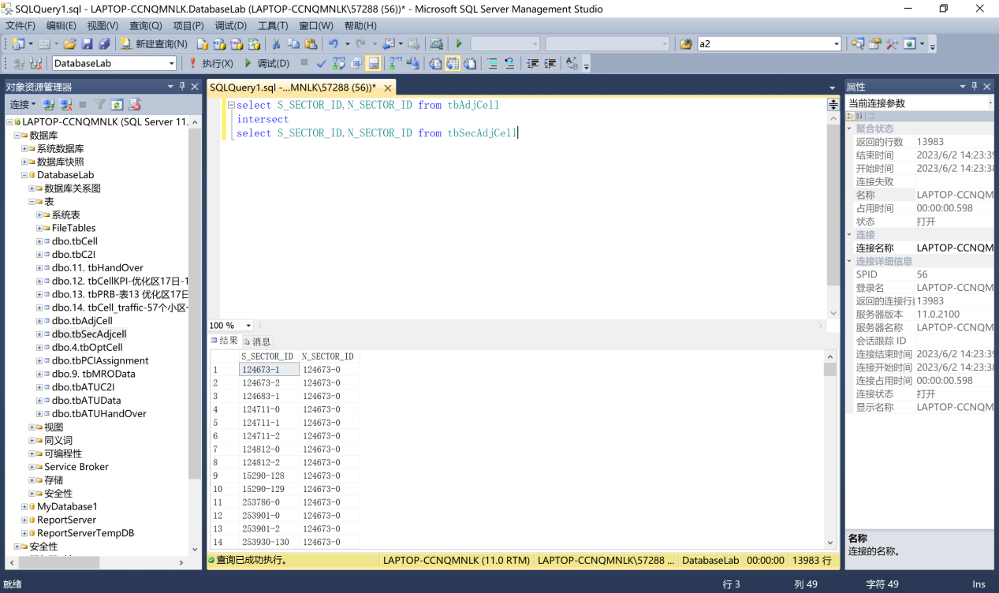 SQLQuery1.sql - LAPTOP-CCNQMNLK.DatabaseLab (LAPTOP-CCNQMNLK\57288 (56))* - Microsoft SQL Server Management Studio
文件(F) 编辑(E) 视图(V) 查询(Q) 项目(P) 调试(D) 工具(T) 窗口(W) 帮助(H)
新建查询(N) a2
DatabaseLab 执行(X) 调试(D)
对象资源管理器
连接
LAPTOP-CCNQMNLK (SQL Server 11.
数据库
系统数据库
数据库快照
DatabaseLab
数据库关系图
表
系统表
FileTables
dbo.tbCell
dbo.tbC2I
dbo.11. tbHandOver
dbo.12. tbCellKPI-优化区17日-1
dbo.13. tbPRB-表13 优化区17日
dbo.14. tbCell_traffic-57个小区-
dbo.tbAdjCell
dbo.tbSecAdjcell
dbo.4.tbOptCell
dbo.tbPCIAssignment
dbo.9. tbMROData
dbo.tbATUC2I
dbo.tbATUData
dbo.tbATUHandOver
视图
同义词
可编程性
Service Broker
存储
安全性
MyDatabase1
ReportServer
ReportServerTempDB
安全性
SQLQuery1.sql -...MNLK\57288 (56))*
select S_SECTOR_ID,N_SECTOR_ID from tbAdjCell
intersect
select S_SECTOR_ID,N_SECTOR_ID from tbSecAdjCell
100 %
结果 消息
S_SECTOR_ID N_SECTOR_ID
1 124673-1 124673-0
2 124673-2 124673-0
3 124683-1 124673-0
4 124711-0 124673-0
5 124711-1 124673-0
6 124711-2 124673-0
7 124812-0 124673-0
8 124812-2 124673-0
9 15290-128 124673-0
10 15290-129 124673-0
11 253786-0 124673-0
12 253901-0 124673-0
13 253901-2 124673-0
14 253930-130 124673-0
查询已成功执行。 LAPTOP-CCNQMNLK (11.0 RTM) LAPTOP-CCNQMNLK\57288 ... DatabaseLab 00:00:00 13983 行
属性
当前连接参数
聚合状态
返回的行数 13983
结束时间 2023/6/2 14:23:39
开始时间 2023/6/2 14:23:38
连接失败
名称 LAPTOP-CCNQM
占用时间 00:00:00.598
状态 打开
连接
连接名称 LAPTOP-CCNQM
连接详细信息
SPID 56
登录名 LAPTOP-CCNQM
返回的连接行数 13983
服务器版本 11.0.2100
服务器名称 LAPTOP-CCNQM
会话跟踪 ID
连接结束时间 2023/6/2 14:23:39
连接开始时间 2023/6/2 14:23:38
连接占用时间 00:00:00.598
连接状态 打开
显示名称 LAPTOP-CCNQM
名称
连接的名称。
就绪 行 3 列 49 字符 49 Ins